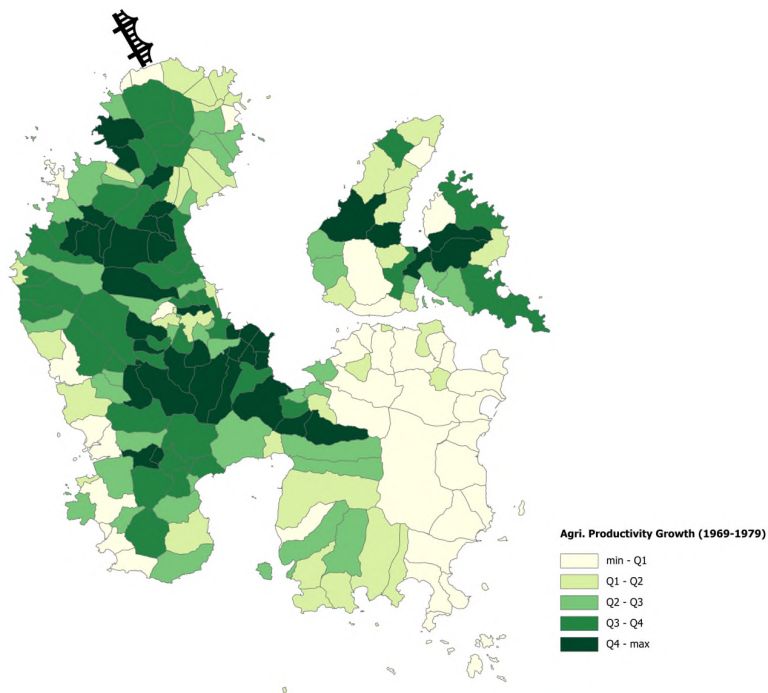 Agri. Productivity Growth (1969-1979)
min - Q1
Q1 - Q2
Q2 - Q3
Q3 - Q4
Q4 - max